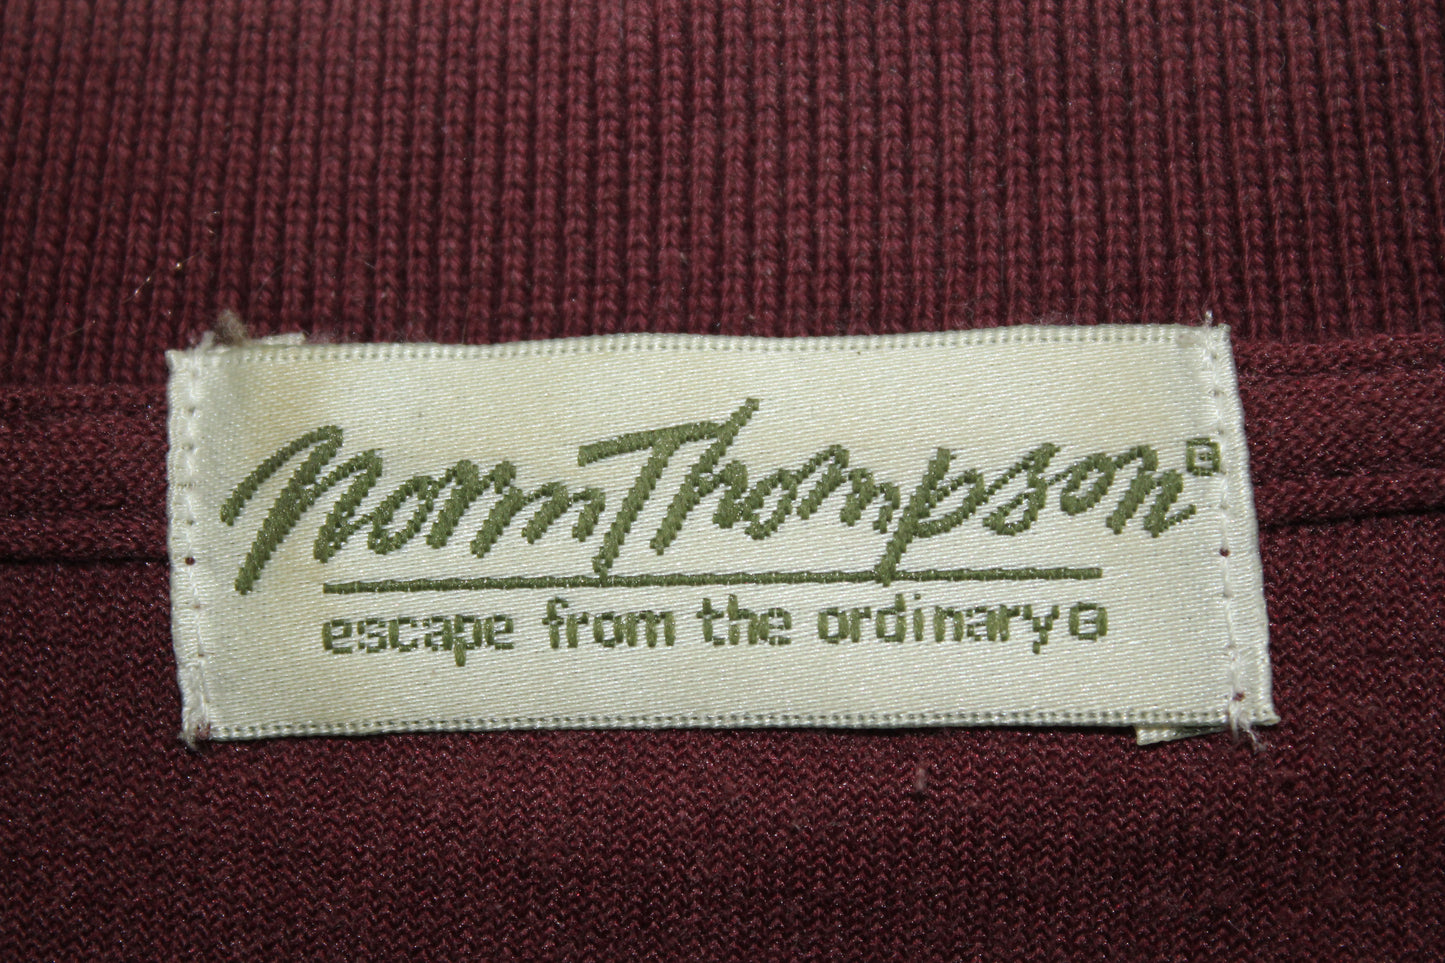 Norm Thompson®
escape from the ordinary®